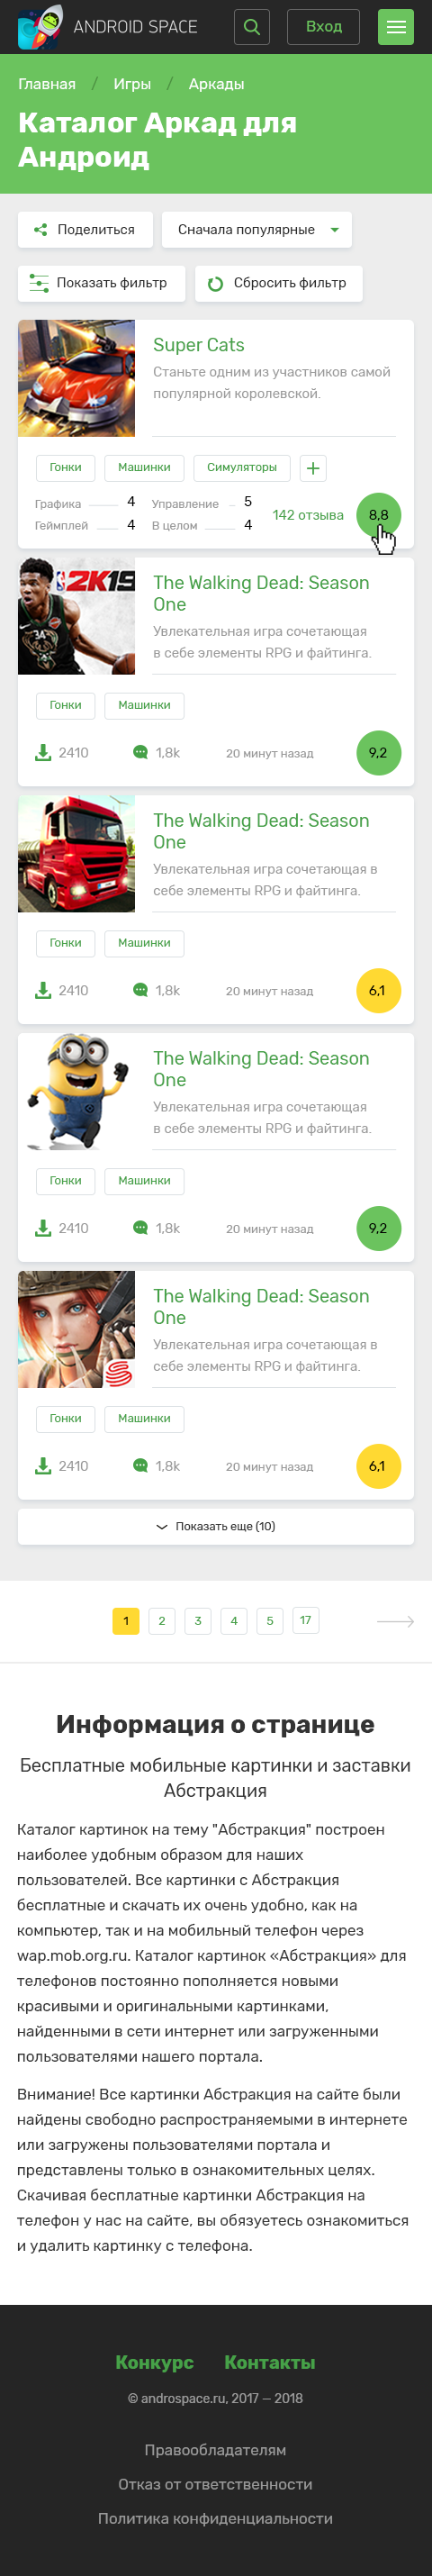 ANDROID SPACE
Вход
Главная / Игры / Аркады
Каталог Аркад для
Андроид
Поделиться
Сначала популярные
Показать фильтр
Сбросить фильтр
Super Cats
Станьте одним из участников самой
популярной королевской.
Гонки
Машинки
Симуляторы
+
Графика 4
Управление 5
Геймплей 4
В целом 4
142 отзыва
8,8
2K19
The Walking Dead: Season
One
Увлекательная игра сочетающая
в себе элементы RPG и файтинга.
Гонки
Машинки
2410
1,8k
20 минут назад
9,2
The Walking Dead: Season
One
Увлекательная игра сочетающая в
себе элементы RPG и файтинга.
Гонки
Машинки
2410
1,8k
20 минут назад
6,1
The Walking Dead: Season
One
Увлекательная игра сочетающая
в себе элементы RPG и файтинга.
Гонки
Машинки
2410
1,8k
20 минут назад
9,2
The Walking Dead: Season
One
Увлекательная игра сочетающая в
себе элементы RPG и файтинга.
Гонки
Машинки
2410
1,8k
20 минут назад
6,1
Показать еще (10)
1 2 3 4 5 17
Информация о странице
Бесплатные мобильные картинки и заставки
Абстракция
Каталог картинок на тему "Абстракция" построен
наиболее удобным образом для наших
пользователей. Все картинки с Абстракция
бесплатные и скачать их очень удобно, как на
компьютер, так и на мобильный телефон через
wap.mob.org.ru. Каталог картинок «Абстракция» для
телефонов постоянно пополняется новыми
красивыми и оригинальными картинками,
найденными в сети интернет или загруженными
пользователями нашего портала.
Внимание! Все картинки Абстракция на сайте были
найдены свободно распространяемыми в интернете
или загружены пользователями портала и
представлены только в ознакомительных целях.
Скачивая бесплатные картинки Абстракция на
телефон у нас на сайте, вы обязуетесь ознакомиться
и удалить картинку с телефона.
Конкурс
Контакты
© androspace.ru, 2017 — 2018
Правообладателям
Отказ от ответственности
Политика конфиденциальности